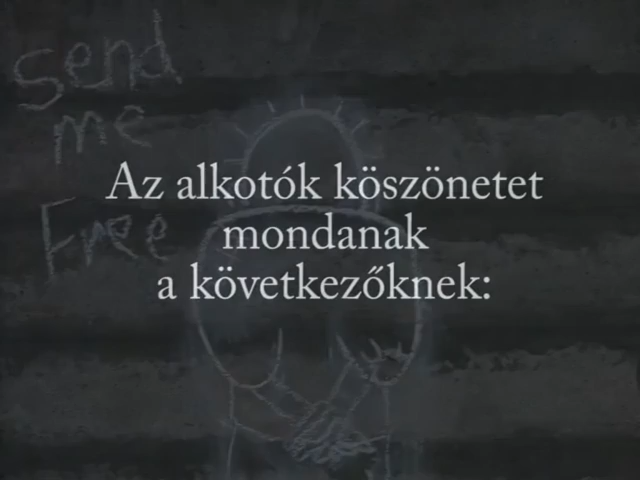 Send
me
Free
Az alkotók köszönetet
mondanak
a következőknek: